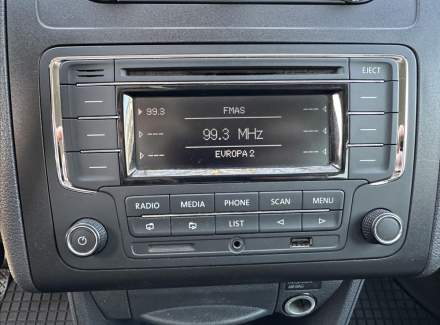 EJECT
99.3 FMAS ---
99.3 MHz
--- EUROPA 2 ---
RADIO MEDIA PHONE SCAN MENU
LIST